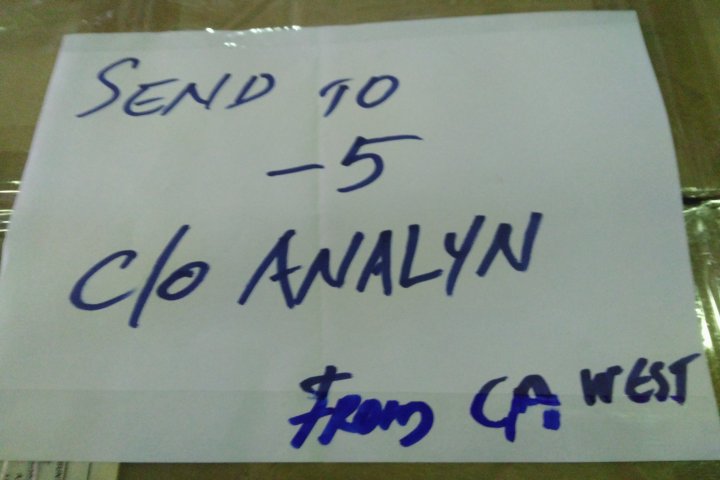 SEND TO
-5
C/O ANALYN
From CA. WEST